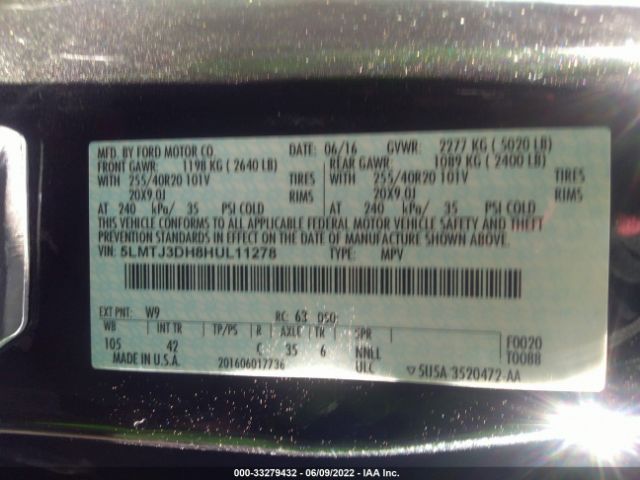 MFD. BY FORD MOTOR CO. DATE: 06/16 GVWR: 2277 KG ( 5020 LB)
FRONT GAWR: 1198 KG ( 2640 LB) REAR GAWR: 1089 KG ( 2400 LB)
WITH 255/40R20 101V TIRES WITH 255/40R20 101V TIRES
20X9.0J RIMS 20X9.0J RIMS
AT 240 kPa/ 35 PSI COLD AT 240 kPa/ 35 PSI COLD
THIS VEHICLE CONFORMS TO ALL APPLICABLE FEDERAL MOTOR VEHICLE SAFETY AND THEFT
PREVENTION STANDARDS IN EFFECT ON THE DATE OF MANUFACTURE SHOWN ABOVE.
VIN: 5LMTJ3DH8HUL11278 TYPE: MPV
EXT PNT: W9 RC: 63 DSO:
WB INT TR TP/PS R AXLE TR SPR F0020
105 42 C 35 6 NNLL T0088
MADE IN U.S.A. 201606017736 ULC ▽5U5A 3520472 AA
000-33279432 - 06/09/2022 - IAA Inc.